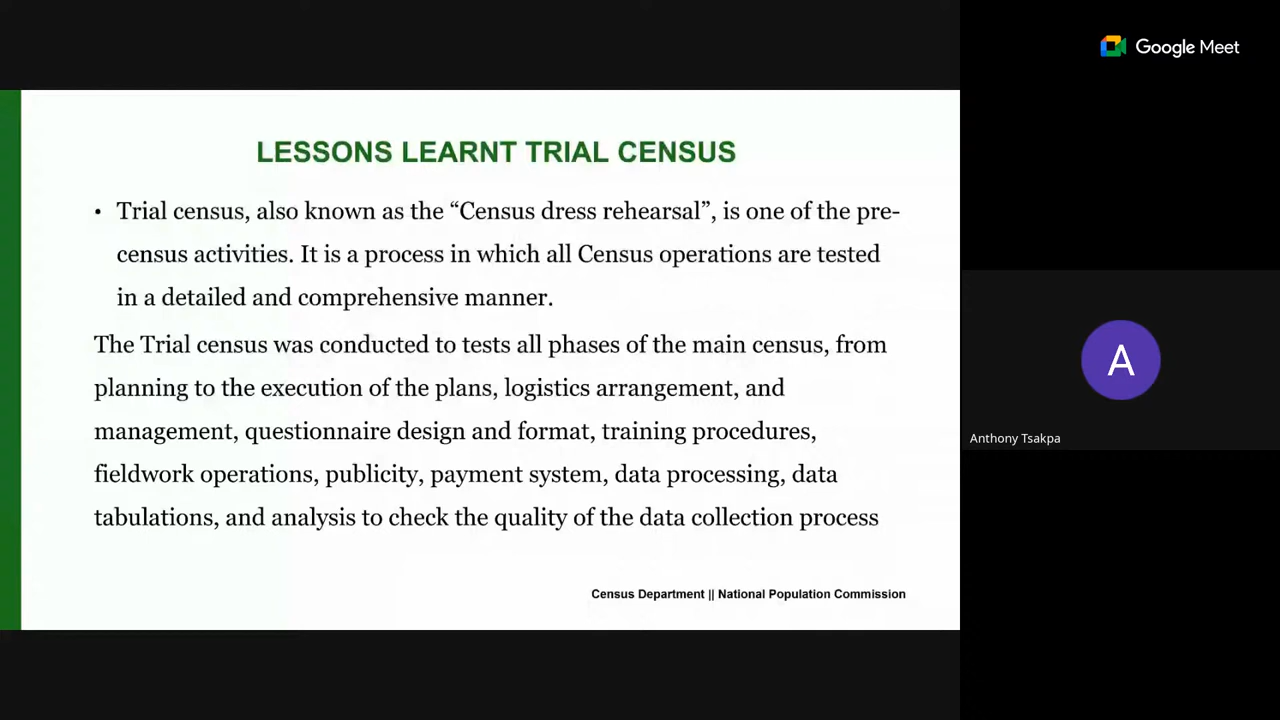 Google Meet
LESSONS LEARNT TRIAL CENSUS
• Trial census, also known as the “Census dress rehearsal”, is one of the pre-
census activities. It is a process in which all Census operations are tested
in a detailed and comprehensive manner.
The Trial census was conducted to tests all phases of the main census, from
planning to the execution of the plans, logistics arrangement, and
management, questionnaire design and format, training procedures,
fieldwork operations, publicity, payment system, data processing, data
tabulations, and analysis to check the quality of the data collection process
Census Department || National Population Commission
A
Anthony Tsakpa